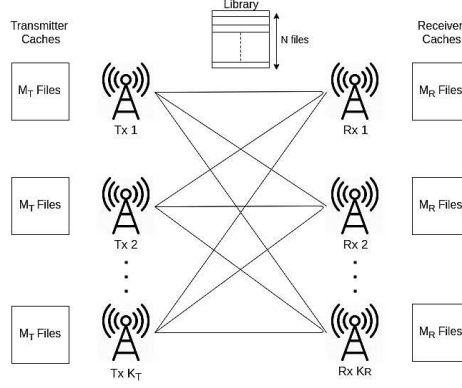 Library
Transmitter
Caches
Receiver
Caches
N files
M_T Files
Tx 1
Rx 1
M_R Files
M_T Files
Tx 2
Rx 2
M_R Files
M_T Files
Tx K_T
Rx K_R
M_R Files